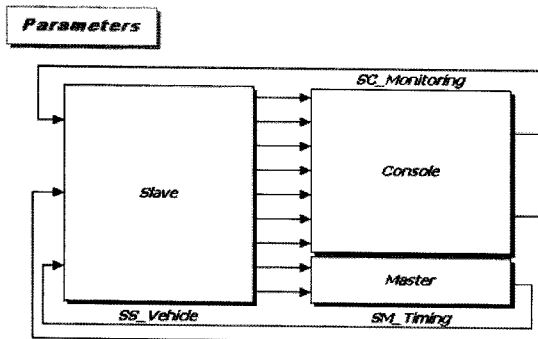 Parameters
SC_Monitoring
Slave
Console
Master
SS_Vehicle
SM_Timing